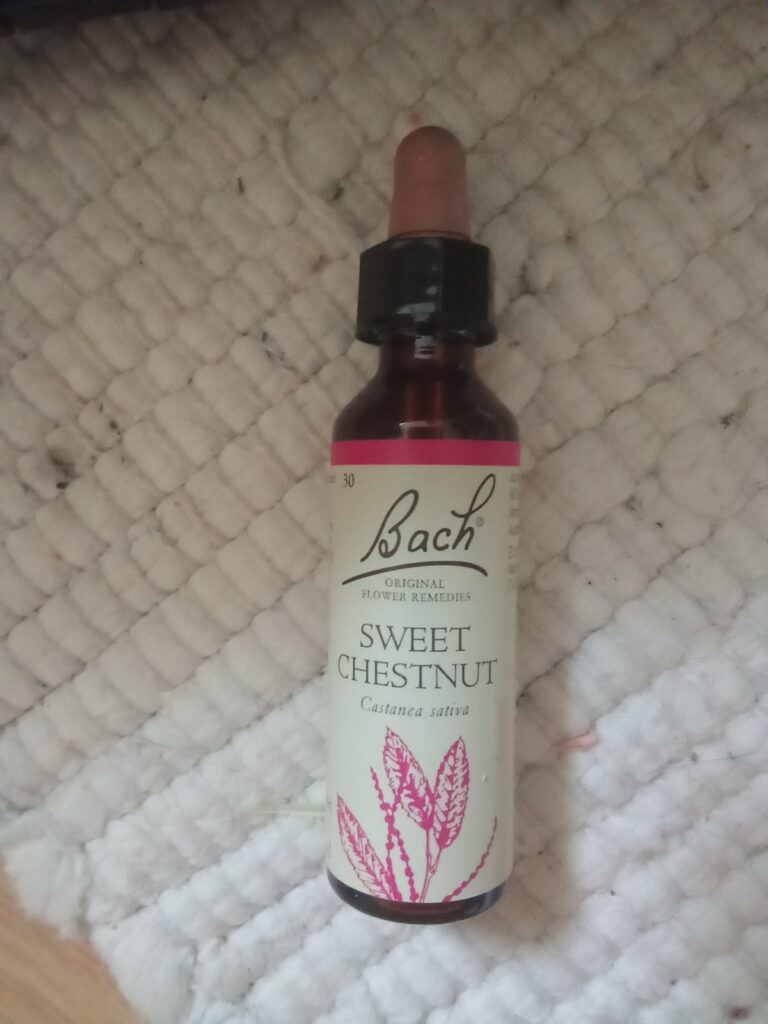 30
Bach®
ORIGINAL
FLOWER REMEDIES
SWEET
CHESTNUT
Castanea sativa